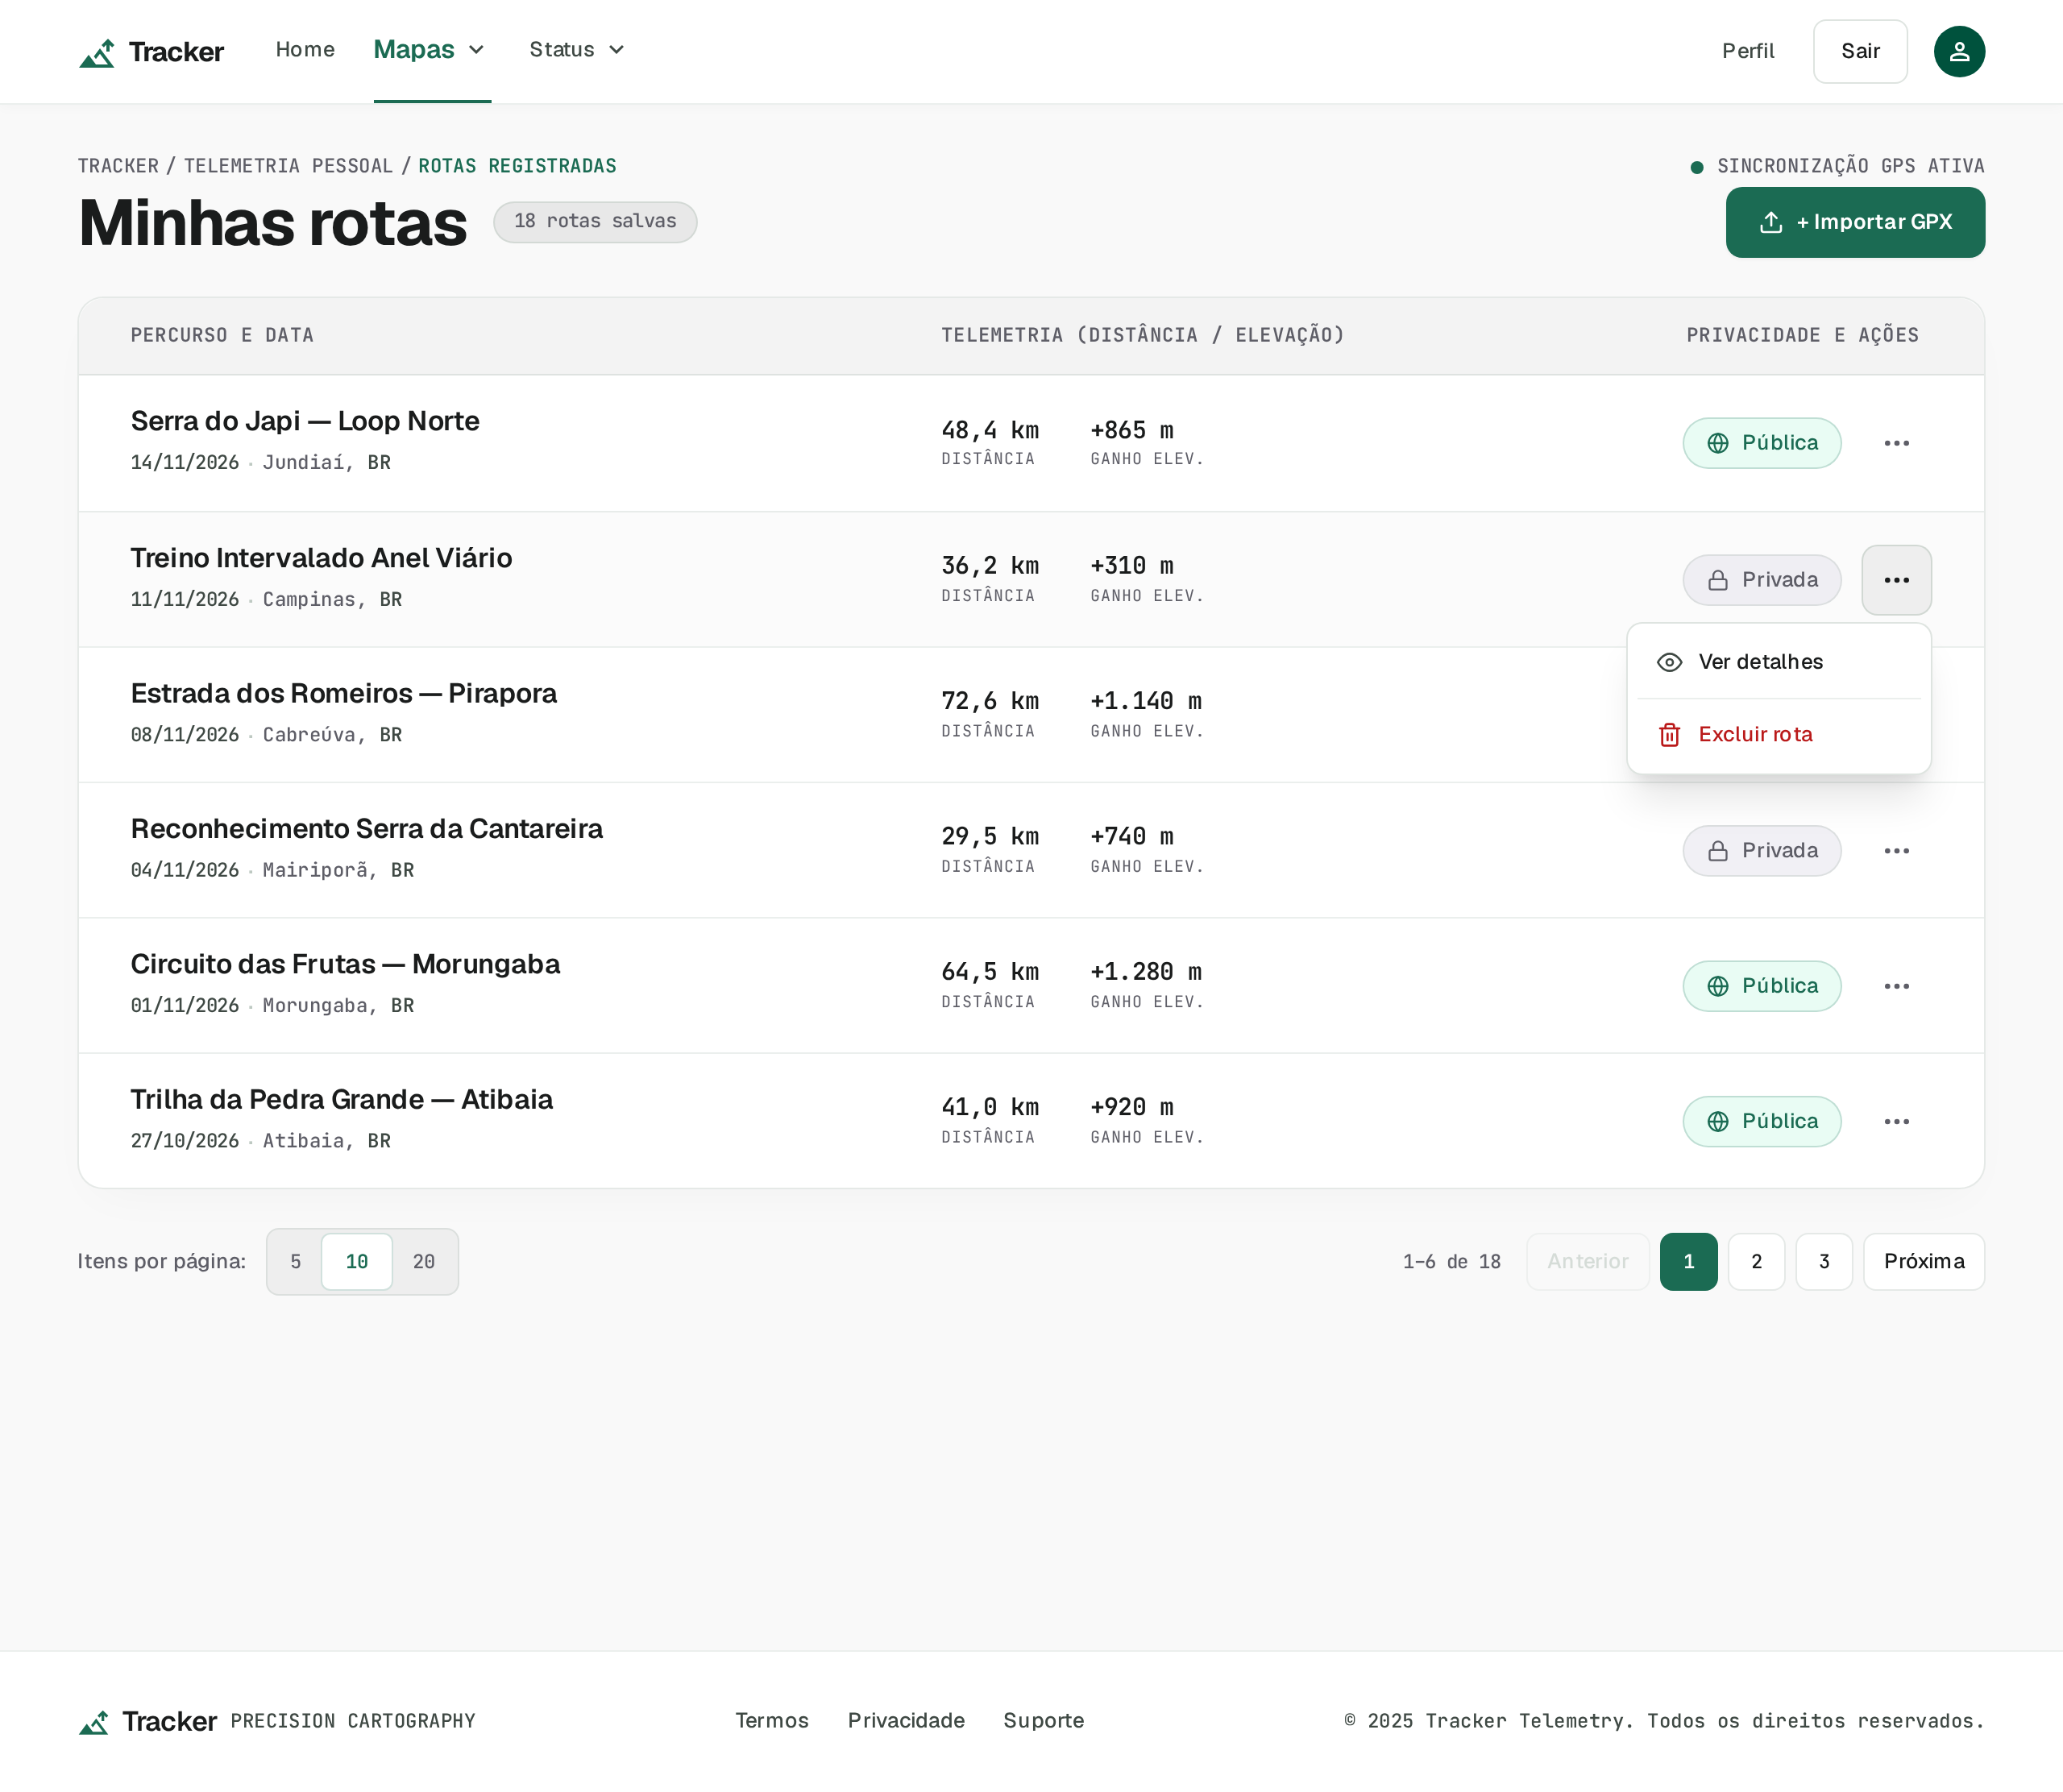 Tracker Home Mapas Status Perfil Sair
TRACKER / TELEMETRIA PESSOAL / ROTAS REGISTRADAS
SINCRONIZAÇÃO GPS ATIVA
Minhas rotas 18 rotas salvas
+ Importar GPX
PERCURSO E DATA TELEMETRIA (DISTÂNCIA / ELEVAÇÃO) PRIVACIDADE E AÇÕES
Serra do Japi — Loop Norte
14/11/2026 · Jundiaí, BR
48,4 km +865 m
DISTÂNCIA GANHO ELEV.
Pública
Treino Intervalado Anel Viário
11/11/2026 · Campinas, BR
36,2 km +310 m
DISTÂNCIA GANHO ELEV.
Privada
Ver detalhes
Excluir rota
Estrada dos Romeiros — Pirapora
08/11/2026 · Cabreúva, BR
72,6 km +1.140 m
DISTÂNCIA GANHO ELEV.
Reconhecimento Serra da Cantareira
04/11/2026 · Mairiporã, BR
29,5 km +740 m
DISTÂNCIA GANHO ELEV.
Privada
Circuito das Frutas — Morungaba
01/11/2026 · Morungaba, BR
64,5 km +1.280 m
DISTÂNCIA GANHO ELEV.
Pública
Trilha da Pedra Grande — Atibaia
27/10/2026 · Atibaia, BR
41,0 km +920 m
DISTÂNCIA GANHO ELEV.
Pública
Itens por página: 5 10 20
1–6 de 18 Anterior 1 2 3 Próxima
Tracker PRECISION CARTOGRAPHY
Termos Privacidade Suporte
© 2025 Tracker Telemetry. Todos os direitos reservados.